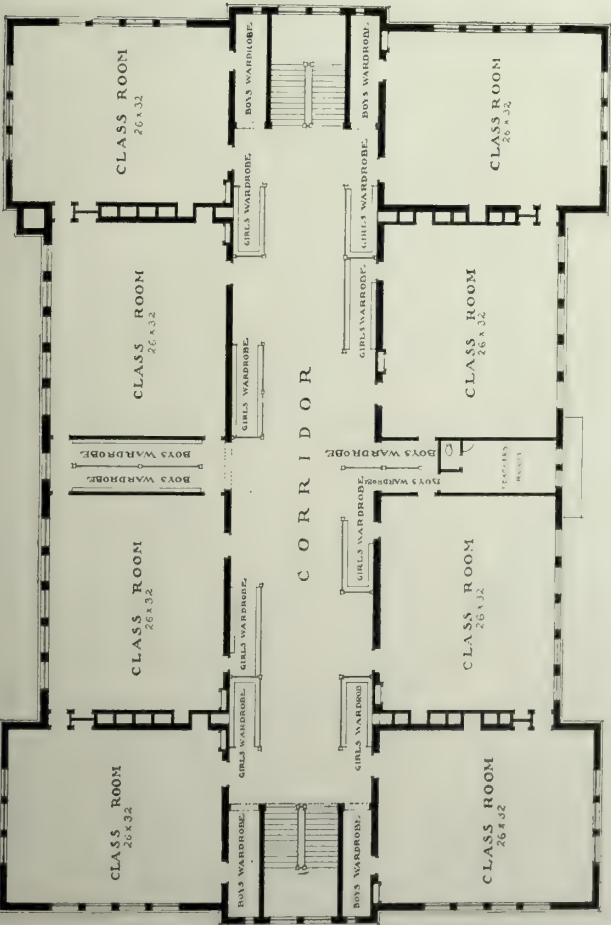 CLASS ROOM
26 x 32
BOYS WARDROBE
BOYS WARDROBE.
CLASS ROOM
26 x 32
GIRLS WARDROBE.
GIRLS WARDROBE.
CLASS ROOM
26 x 32
GIRLS WARDROBE.
CLASS ROOM
26 x 32
GIRLS WARDROBE.
CORRIDOR
BOYS WARDROBE.
BOYS WARDROBE.
BOYS WARDROBE.
BOYS WARDROBE.
TEACHERS
ROOM
GIRLS WARDROBE.
CLASS ROOM
26 x 32
GIRLS WARDROBE.
CLASS ROOM
26 x 32
GIRLS WARDROBE.
GIRLS WARDROB
CLASS ROOM
26 x 32
BOYS WARDROBE.
BOYS WARDROBE.
CLASS ROOM
26 x 32